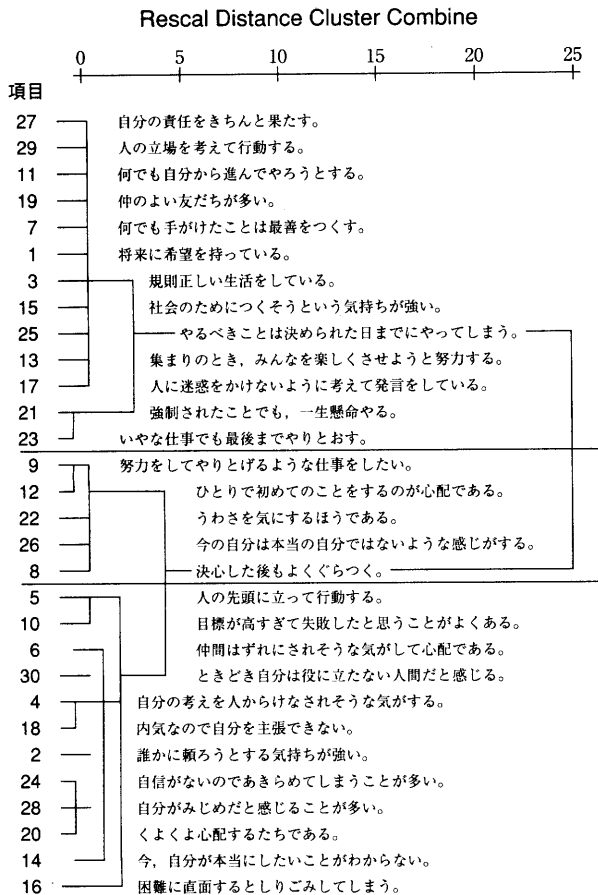 Rescal Distance Cluster Combine
0 5 10 15 20 25
項目
27 自分の責任をきちんと果たす。
29 人の立場を考えて行動する。
11 何でも自分から進んでやろうとする。
19 仲のよい友だちが多い。
7 何でも手がけたことは最善をつくす。
1 将来に希望を持っている。
3 規則正しい生活をしている。
15 社会のためにつくそうという気持ちが強い。
25 やるべきことは決められた日までにやってしまう。
13 集まりのとき，みんなを楽しくさせようと努力する。
17 人に迷惑をかけないように考えて発言をしている。
21 強制されたことでも，一生懸命やる。
23 いやな仕事でも最後までやりとおす。
9 努力をしてやりとげるような仕事をしたい。
12 ひとりで初めてのことをするのが心配である。
22 うわさを気にするほうである。
26 今の自分は本当の自分ではないような感じがする。
8 決心した後もよくぐらつく。
5 人の先頭に立って行動する。
10 目標が高すぎて失敗したと思うことがよくある。
6 仲間はずれにされそうな気がして心配である。
30 ときどき自分は役に立たない人間だと感じる。
4 自分の考えを人からけなされそうな気がする。
18 内気なので自分を主張できない。
2 誰かに頼ろうとする気持ちが強い。
24 自信がないのであきらめてしまうことが多い。
28 自分がみじめだと感じることが多い。
20 くよくよ心配するたちである。
14 今，自分が本当にしたいことがわからない。
16 困難に直面するとしりごみしてしまう。